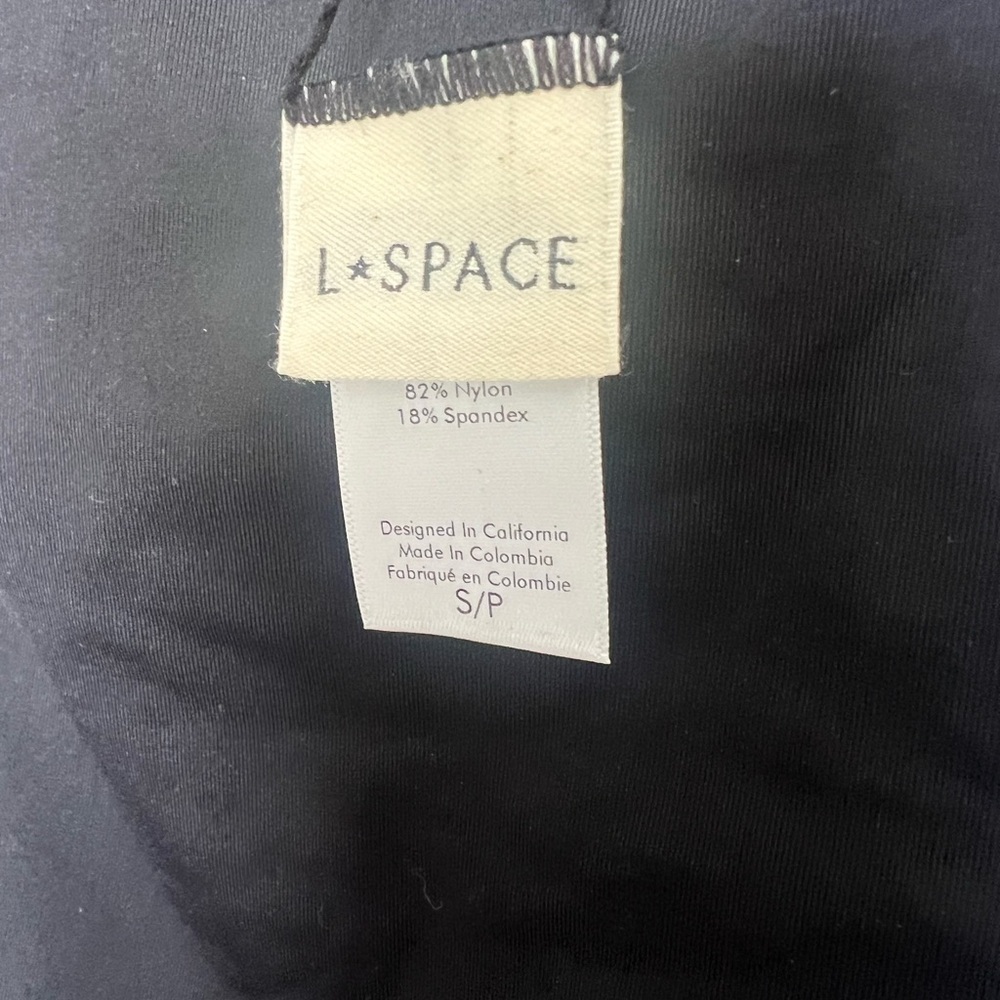 L★SPACE
82% Nylon
18% Spandex
Designed In California
Made In Colombia
Fabriqué en Colombie
S/P